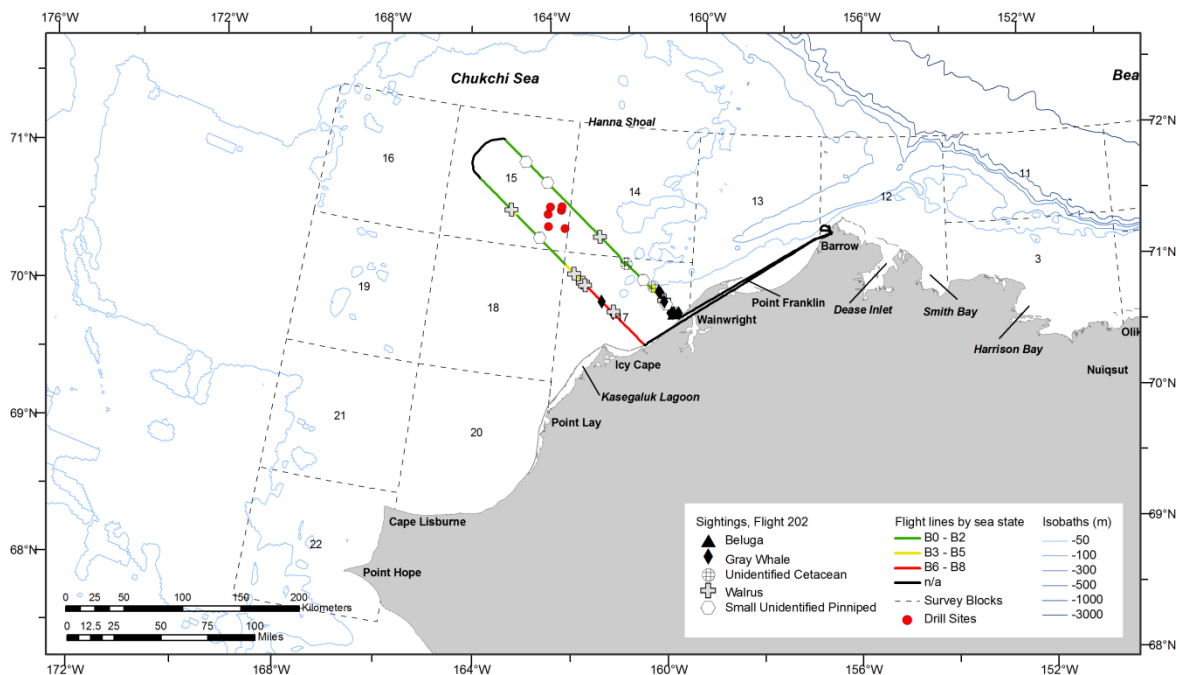 176°W 172°W 168°W 164°W 160°W 156°W 152°W
Chukchi Sea
Bea
Hanna Shoal
71°N
72°N
16
15
14
13
12
11
3
Barrow
71°N
70°N
19
18
17
Point Franklin
Wainwright
Dease Inlet
Smith Bay
Harrison Bay
Olik
Nuiqsut
Icy Cape
Kasegaluk Lagoon
70°N
69°N
21
20
Point Lay
Cape Lisburne
69°N
68°N
22
Point Hope
68°N
0 25 50 100 150 200
Kilometers
0 12.5 25 50 75 100
Miles
Sightings, Flight 202
Beluga
Gray Whale
Unidentified Cetacean
Walrus
Small Unidentified Pinniped
Flight lines by sea state
B0 - B2
B3 - B5
B6 - B8
n/a
Survey Blocks
Drill Sites
Isobaths (m)
-50
-100
-300
-500
-1000
-3000
172°W 168°W 164°W 160°W 156°W 152°W